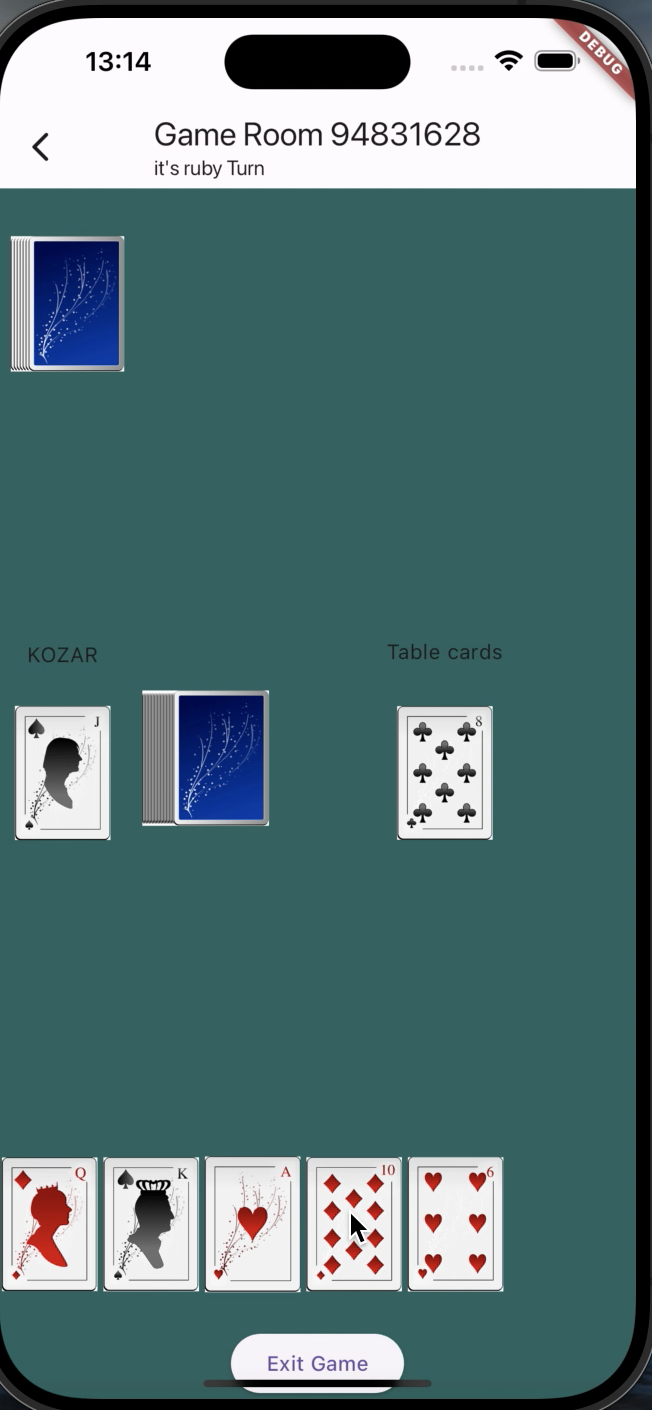 13:14
DEBUG
Game Room 94831628
it's ruby Turn
KOZAR
Table cards
J
8
Q
K
A
10
6
Exit Game